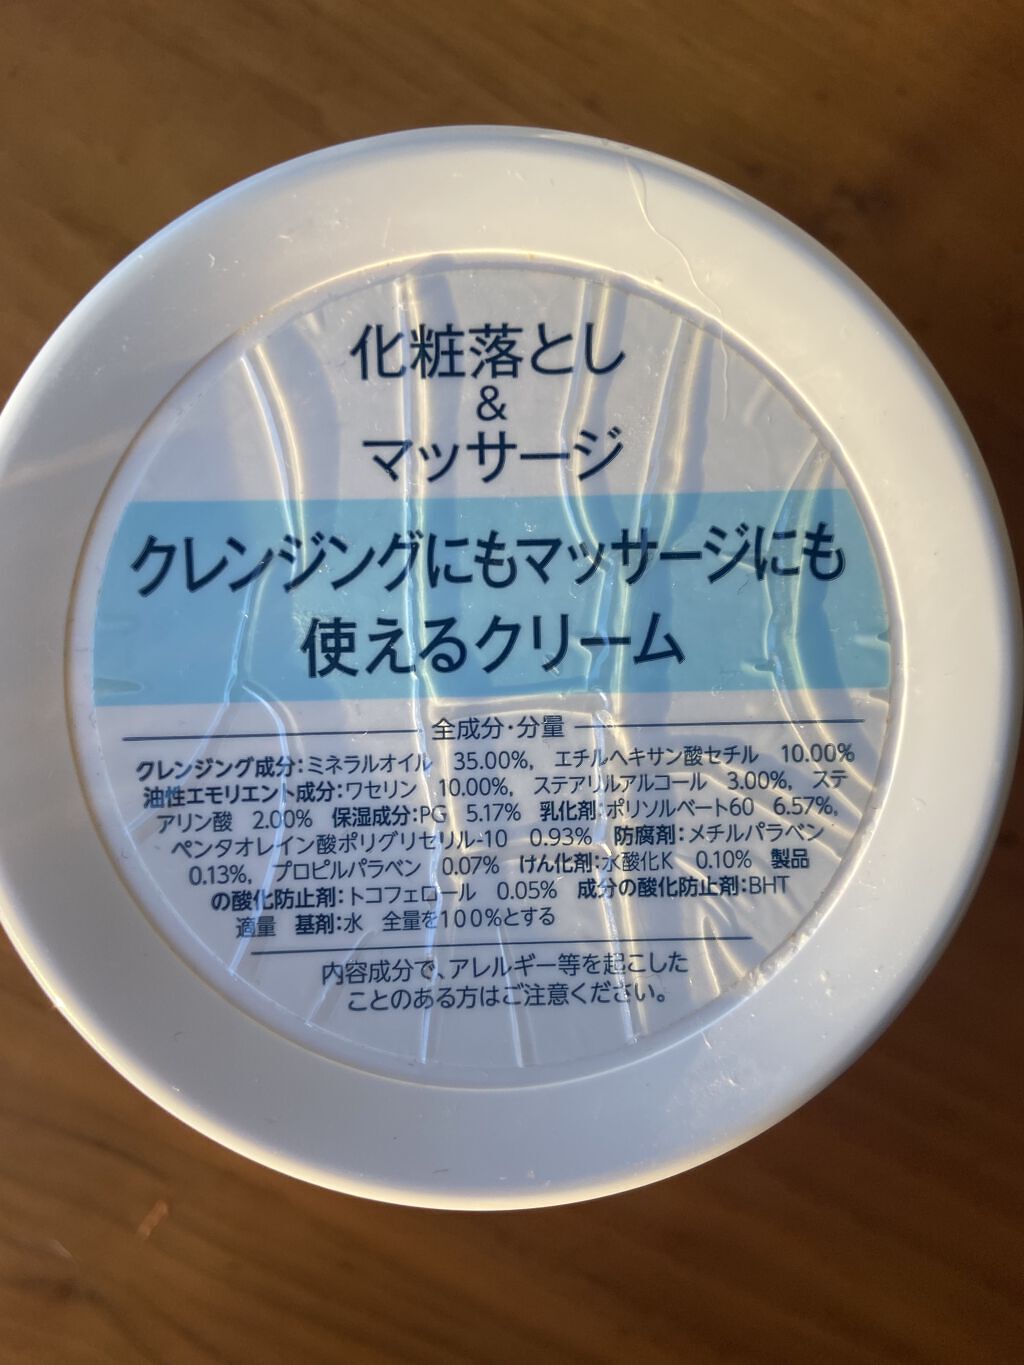 化粧落とし
&
マッサージ
クレンジングにもマッサージにも
使えるクリーム
全成分・分量
クレンジング成分:ミネラルオイル 35.00%, エチルヘキサン酸セチル 10.00%
油性エモリエント成分:ワセリン 10.00%, ステアリルアルコール 3.00%, ステ
アリン酸 2.00% 保湿成分:PG 5.17% 乳化剤:ポリソルベート60 6.57%,
ペンタオレイン酸ポリグリセリル-10 0.93% 防腐剤:メチルパラベン
0.13%, プロピルパラベン 0.07% けん化剤:水酸化K 0.10% 製品
の酸化防止剤:トコフェロール 0.05% 成分の酸化防止剤:BHT
適量 基剤:水 全量を100%とする
内容成分で、アレルギー等を起こした
ことのある方はご注意ください。